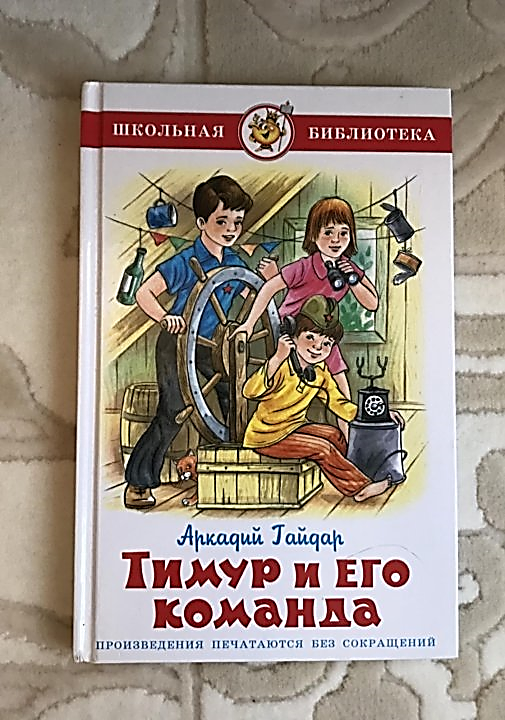 ШКОЛЬНАЯ БИБЛИОТЕКА
Аркадий Гайдар
Тимур и его
команда
ПРОИЗВЕДЕНИЯ ПЕЧАТАЮТСЯ БЕЗ СОКРАЩЕНИЙ